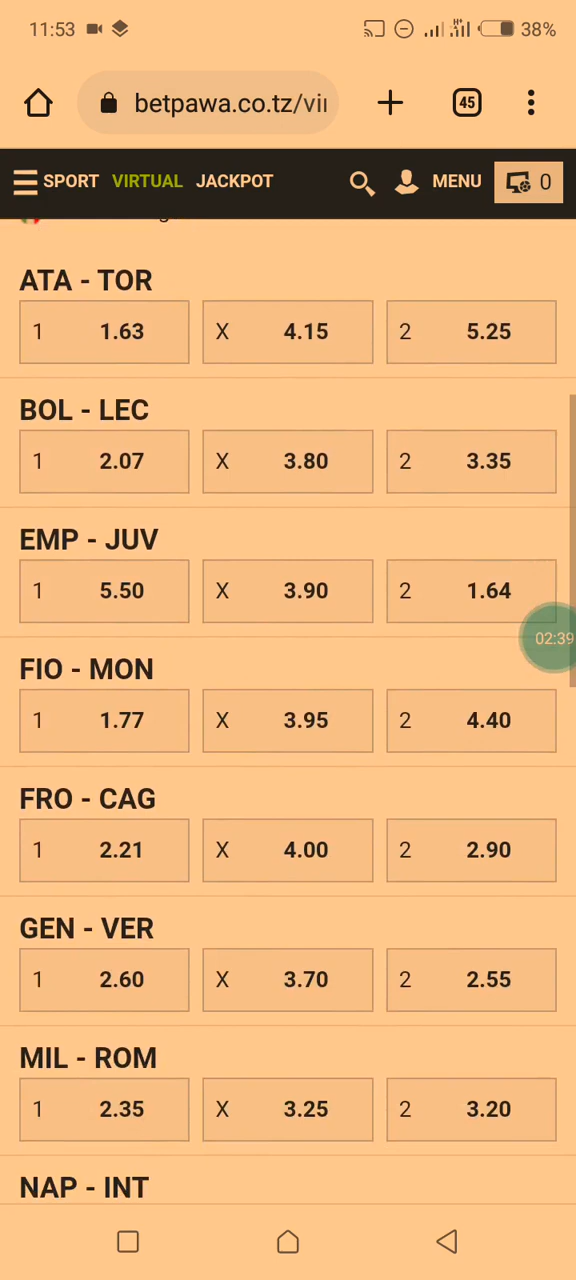 11:53 38%
betpawa.co.tz/vii 45
SPORT VIRTUAL JACKPOT MENU 0
ATA - TOR
1 1.63 X 4.15 2 5.25
BOL - LEC
1 2.07 X 3.80 2 3.35
EMP - JUV
1 5.50 X 3.90 2 1.64
02:39
FIO - MON
1 1.77 X 3.95 2 4.40
FRO - CAG
1 2.21 X 4.00 2 2.90
GEN - VER
1 2.60 X 3.70 2 2.55
MIL - ROM
1 2.35 X 3.25 2 3.20
NAP - INT